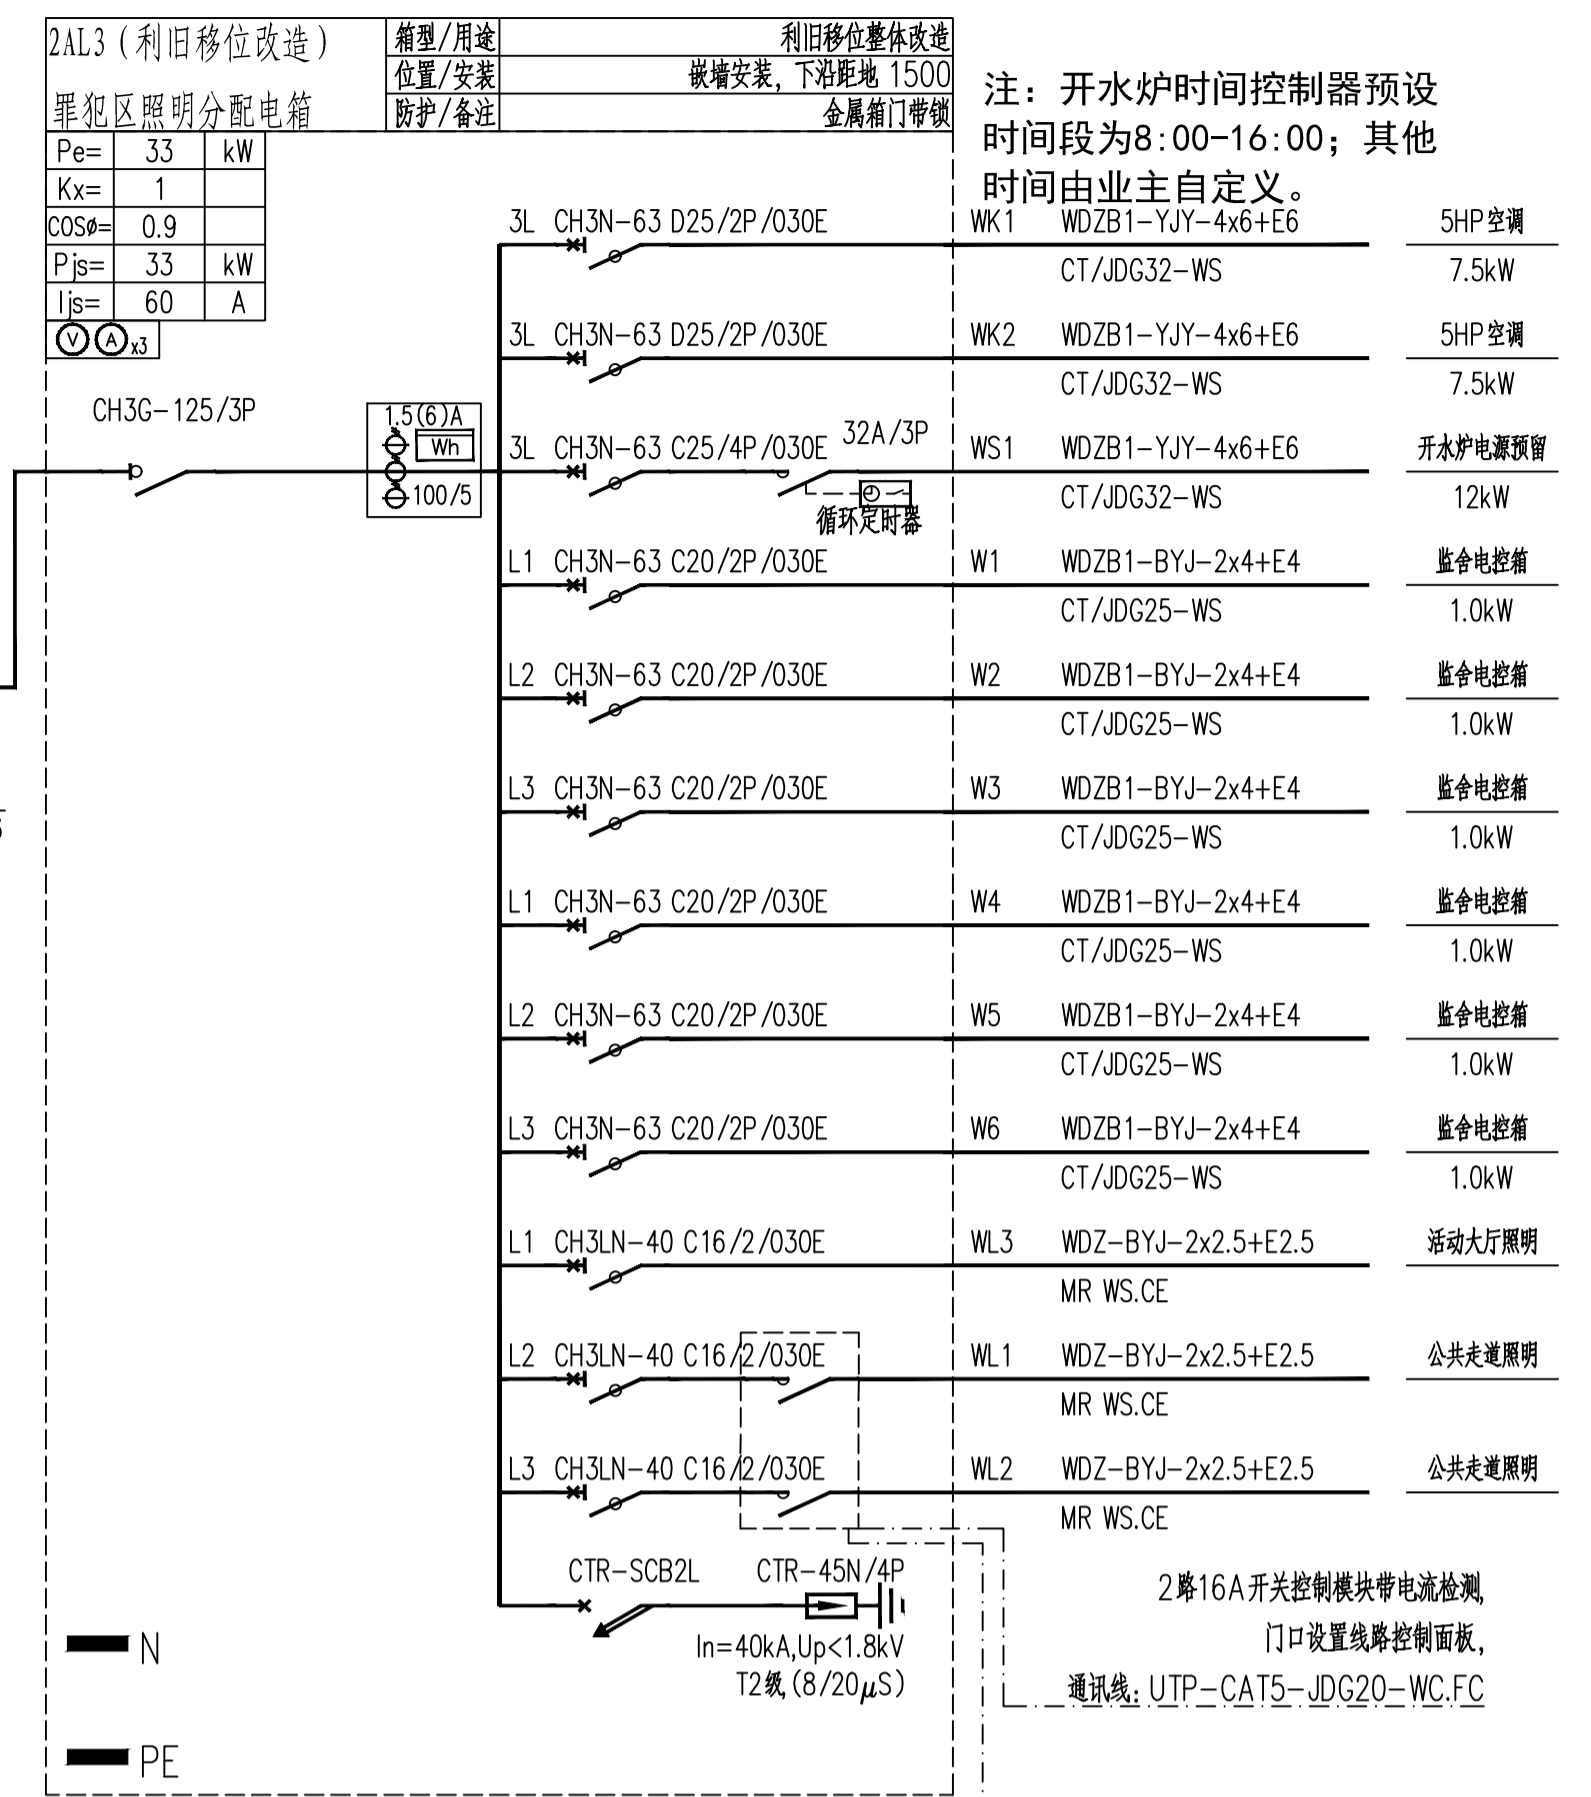 2AL3（利旧移位改造）
罪犯区照明分配电箱
箱型/用途 利旧移位整体改造
位置/安装 嵌墙安装, 下沿距地 1500
防护/备注 金属箱门带锁
Pe= 33 kW
Kx= 1
COSø= 0.9
Pjs= 33 kW
Ijs= 60 A
V A x3
注：开水炉时间控制器预设
时间段为8:00-16:00；其他
时间由业主自定义。
CH3G-125/3P
1.5(6)A
Wh
100/5
3L CH3N-63 D25/2P/030E WK1 WDZB1-YJY-4x6+E6 5HP空调
CT/JDG32-WS 7.5kW
3L CH3N-63 D25/2P/030E WK2 WDZB1-YJY-4x6+E6 5HP空调
CT/JDG32-WS 7.5kW
3L CH3N-63 C25/4P/030E 32A/3P WS1 WDZB1-YJY-4x6+E6 开水炉电源预留
循环定时器 CT/JDG32-WS 12kW
L1 CH3N-63 C20/2P/030E W1 WDZB1-BYJ-2x4+E4 监舍电控箱
CT/JDG25-WS 1.0kW
L2 CH3N-63 C20/2P/030E W2 WDZB1-BYJ-2x4+E4 监舍电控箱
CT/JDG25-WS 1.0kW
L3 CH3N-63 C20/2P/030E W3 WDZB1-BYJ-2x4+E4 监舍电控箱
CT/JDG25-WS 1.0kW
L1 CH3N-63 C20/2P/030E W4 WDZB1-BYJ-2x4+E4 监舍电控箱
CT/JDG25-WS 1.0kW
L2 CH3N-63 C20/2P/030E W5 WDZB1-BYJ-2x4+E4 监舍电控箱
CT/JDG25-WS 1.0kW
L3 CH3N-63 C20/2P/030E W6 WDZB1-BYJ-2x4+E4 监舍电控箱
CT/JDG25-WS 1.0kW
L1 CH3LN-40 C16/2/030E WL3 WDZ-BYJ-2x2.5+E2.5 活动大厅照明
MR WS.CE
L2 CH3LN-40 C16/2/030E WL1 WDZ-BYJ-2x2.5+E2.5 公共走道照明
MR WS.CE
L3 CH3LN-40 C16/2/030E WL2 WDZ-BYJ-2x2.5+E2.5 公共走道照明
MR WS.CE
CTR-SCB2L CTR-45N/4P
In=40kA,Up<1.8kV
T2级,(8/20μS)
2路16A开关控制模块带电流检测,
门口设置线路控制面板,
通讯线: UTP-CAT5-JDG20-WC.FC
N
PE